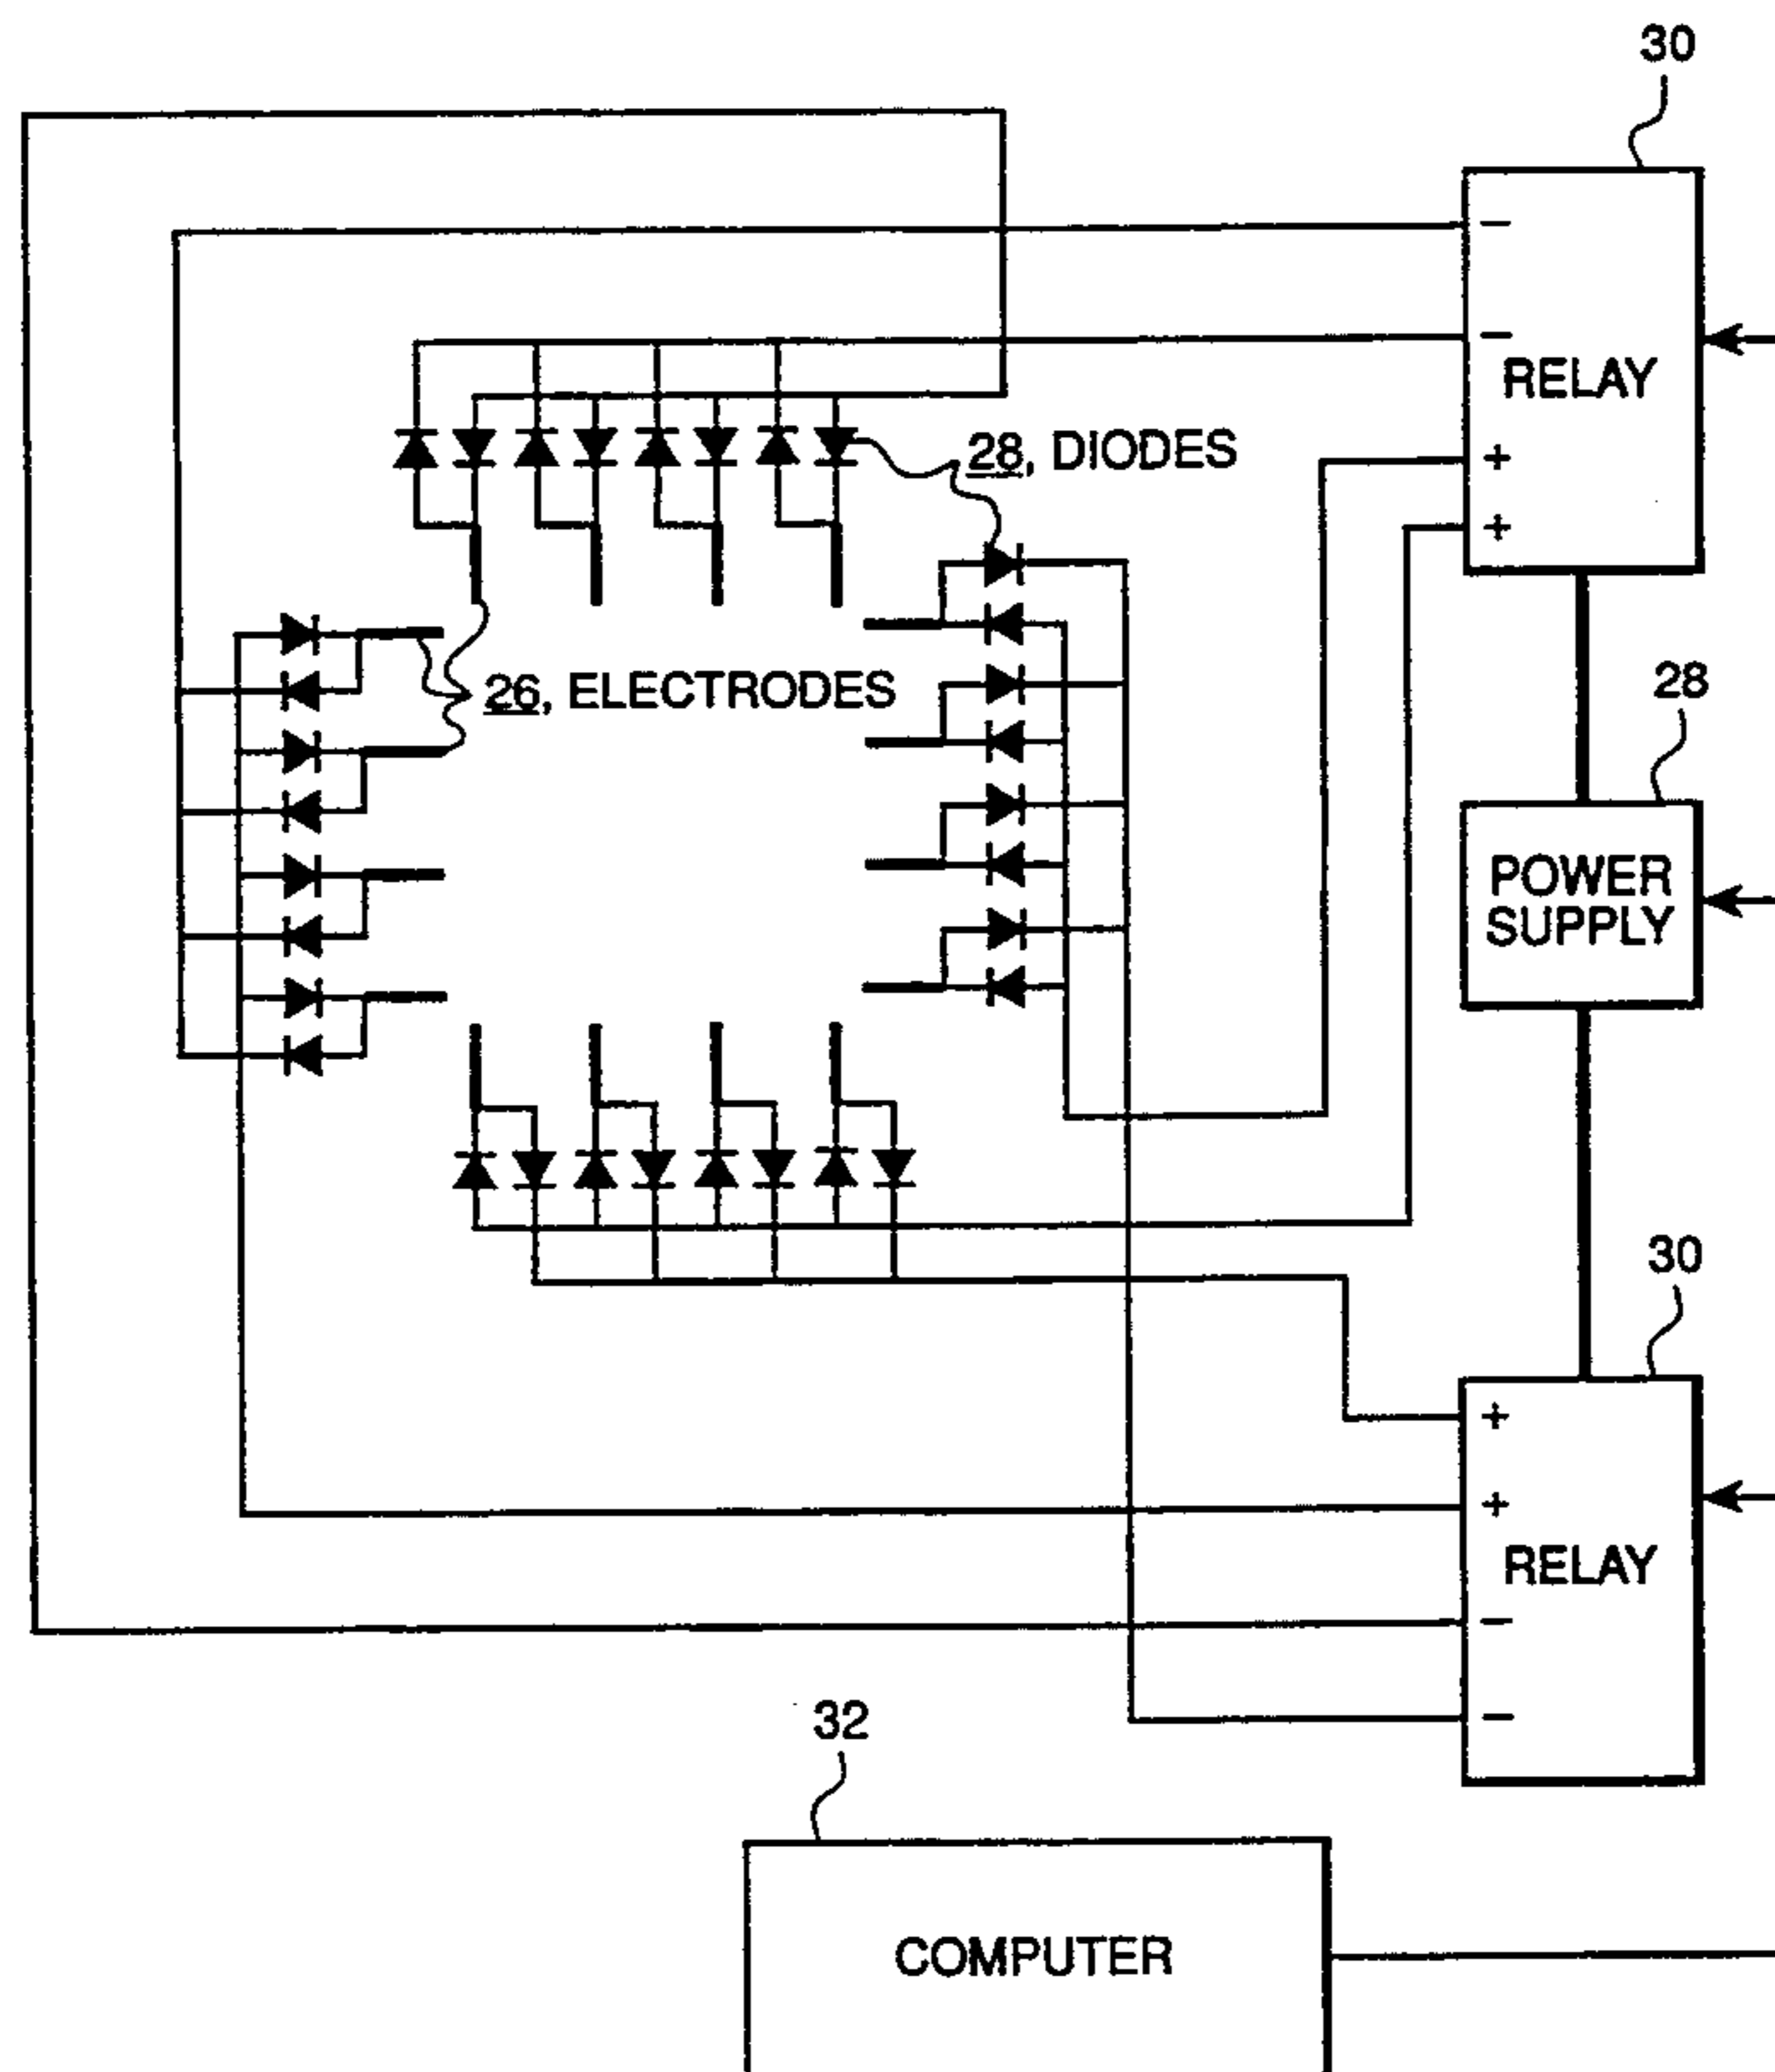 30
−
−
RELAY
+
+
28, DIODES
26, ELECTRODES
28
POWER
SUPPLY
30
+
+
RELAY
−
−
32
COMPUTER